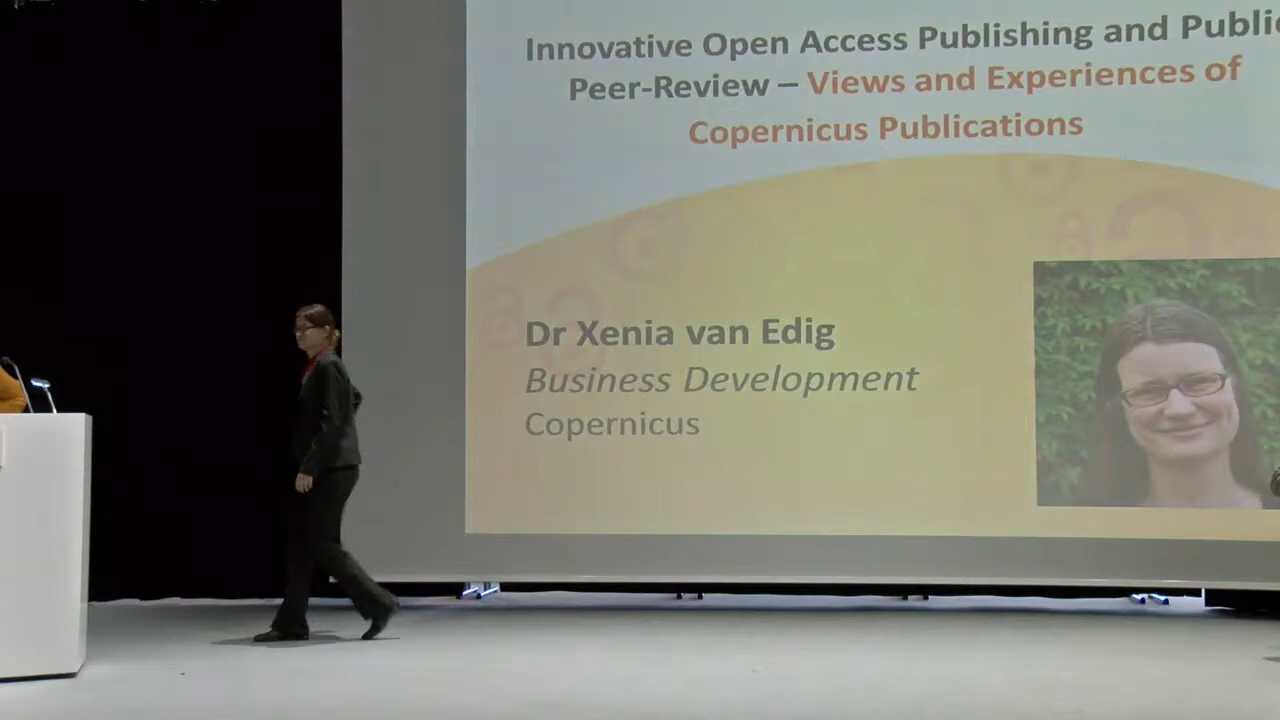 Innovative Open Access Publishing and Public
Peer-Review – Views and Experiences of
Copernicus Publications
Dr Xenia van Edig
Business Development
Copernicus